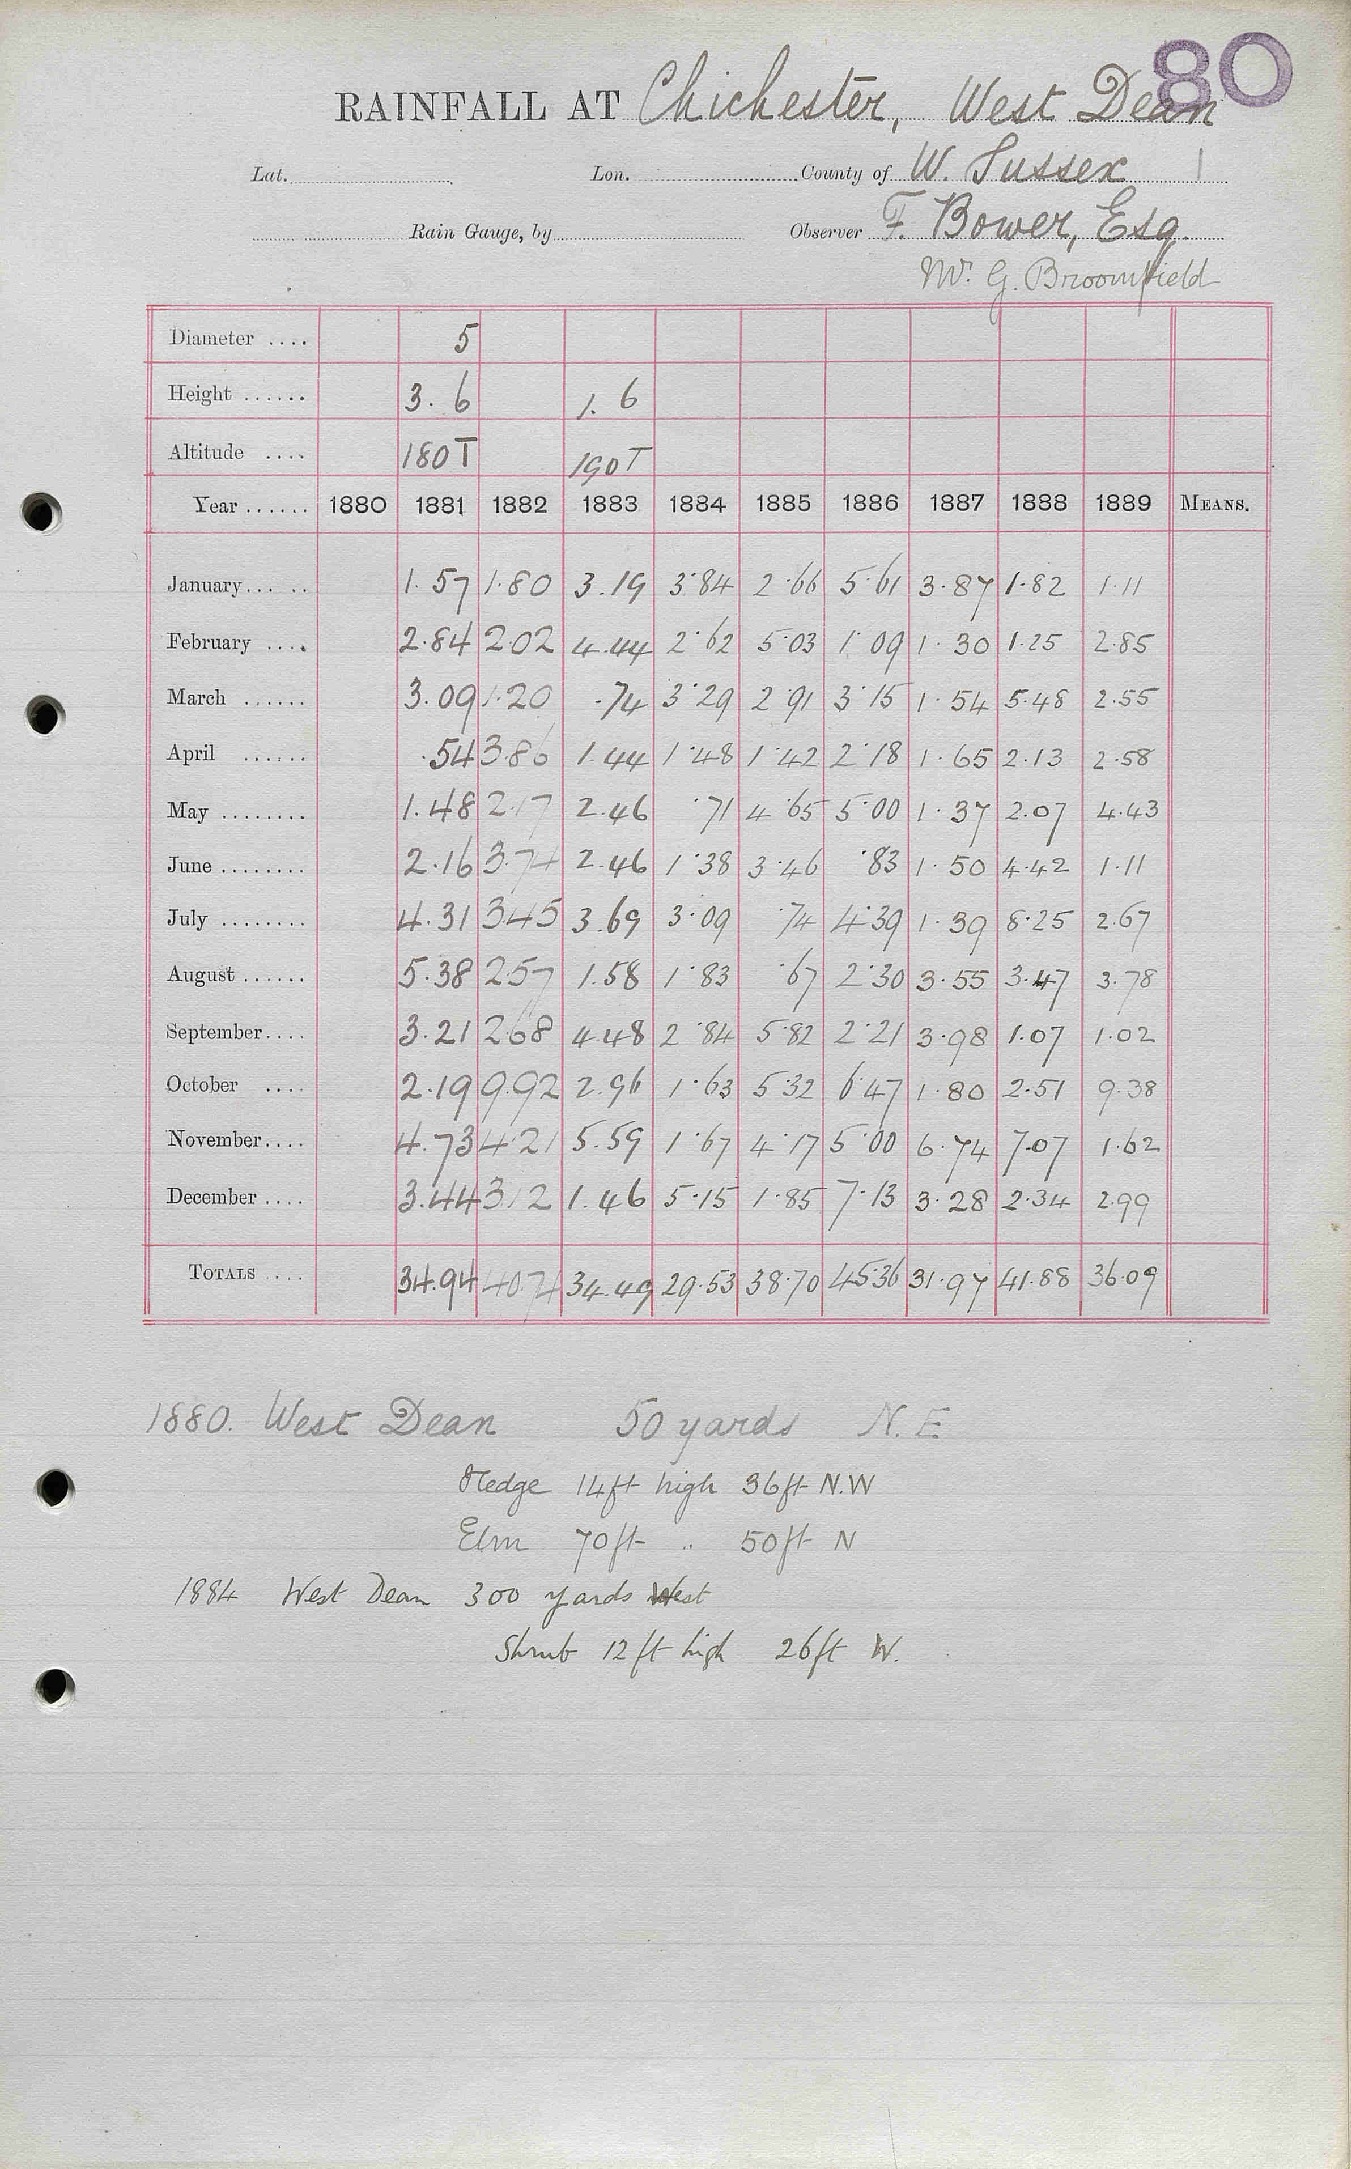 80
RAINFALL AT Chichester, West Dean
Lat. Lon. County of W. Sussex
Rain Gauge, by Observer F. Bower, Esq.
Mr. G. Broomfield
Diameter .... 5
Height ...... 3.6 1.6
Altitude .... 180T 190T
Year ...... 1880 1881 1882 1883 1884 1885 1886 1887 1888 1889 MEANS.
January... .. 1.57 1.80 3.19 3.84 2.66 5.61 3.87 1.82 1.11
February .... 2.84 2.02 4.44 2.62 5.03 1.09 1.30 1.25 2.85
March ...... 3.09 1.20 .74 3.29 2.91 3.15 1.54 5.48 2.55
April ...... .54 3.86 1.44 1.48 1.42 2.18 1.65 2.13 2.58
May ........ 1.48 2.17 2.46 .71 4.65 5.00 1.37 2.07 4.43
June ........ 2.16 3.74 2.46 1.38 3.46 .83 1.50 4.42 1.11
July ........ 4.31 3.45 3.69 3.09 .74 4.39 1.39 8.25 2.67
August ...... 5.38 2.57 1.58 1.83 .67 2.30 3.55 3.47 3.78
September.... 3.21 2.68 4.48 2.84 5.82 2.21 3.98 1.07 1.02
October .... 2.19 9.92 2.96 1.63 5.32 6.47 1.80 2.51 9.38
November.... 4.73 4.21 5.59 1.67 4.17 5.00 6.74 7.07 1.62
December .... 3.44 3.12 1.46 5.15 1.85 7.13 3.28 2.34 2.99
TOTALS .... 34.94 40.74 34.49 29.53 38.70 45.36 31.97 41.88 36.09
1880. West Dean 50 yards N.E
Hedge 14ft high 36ft N.W
Elm 70ft " 50ft N
1884 West Dean 300 yards West
Shrub 12ft high 26ft W.